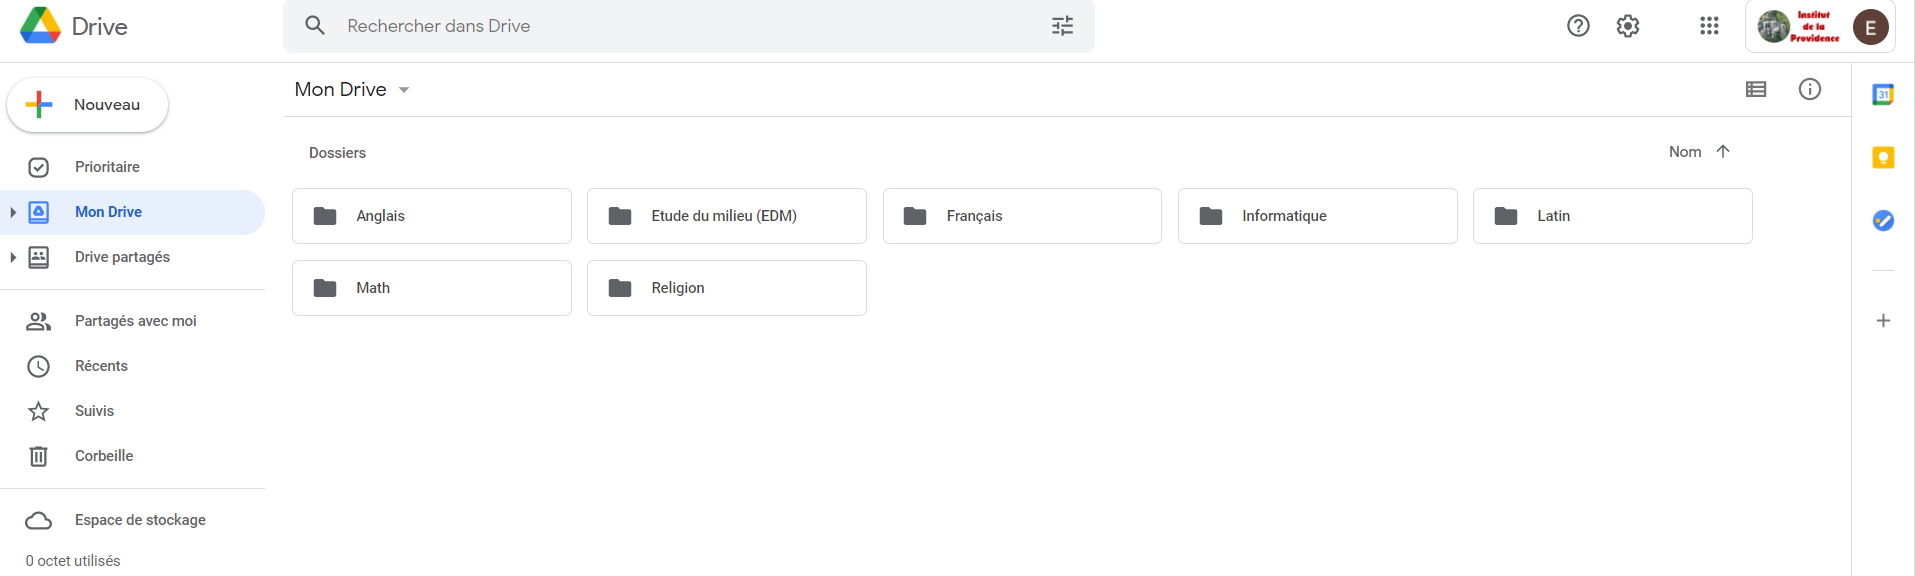 Drive
Rechercher dans Drive
Institut
de la
Providence
E
Nouveau
Mon Drive
31
Dossiers
Nom
Prioritaire
Mon Drive
Drive partagés
Anglais
Etude du milieu (EDM)
Français
Informatique
Latin
Math
Religion
Partagés avec moi
Récents
Suivis
Corbeille
Espace de stockage
0 octet utilisés